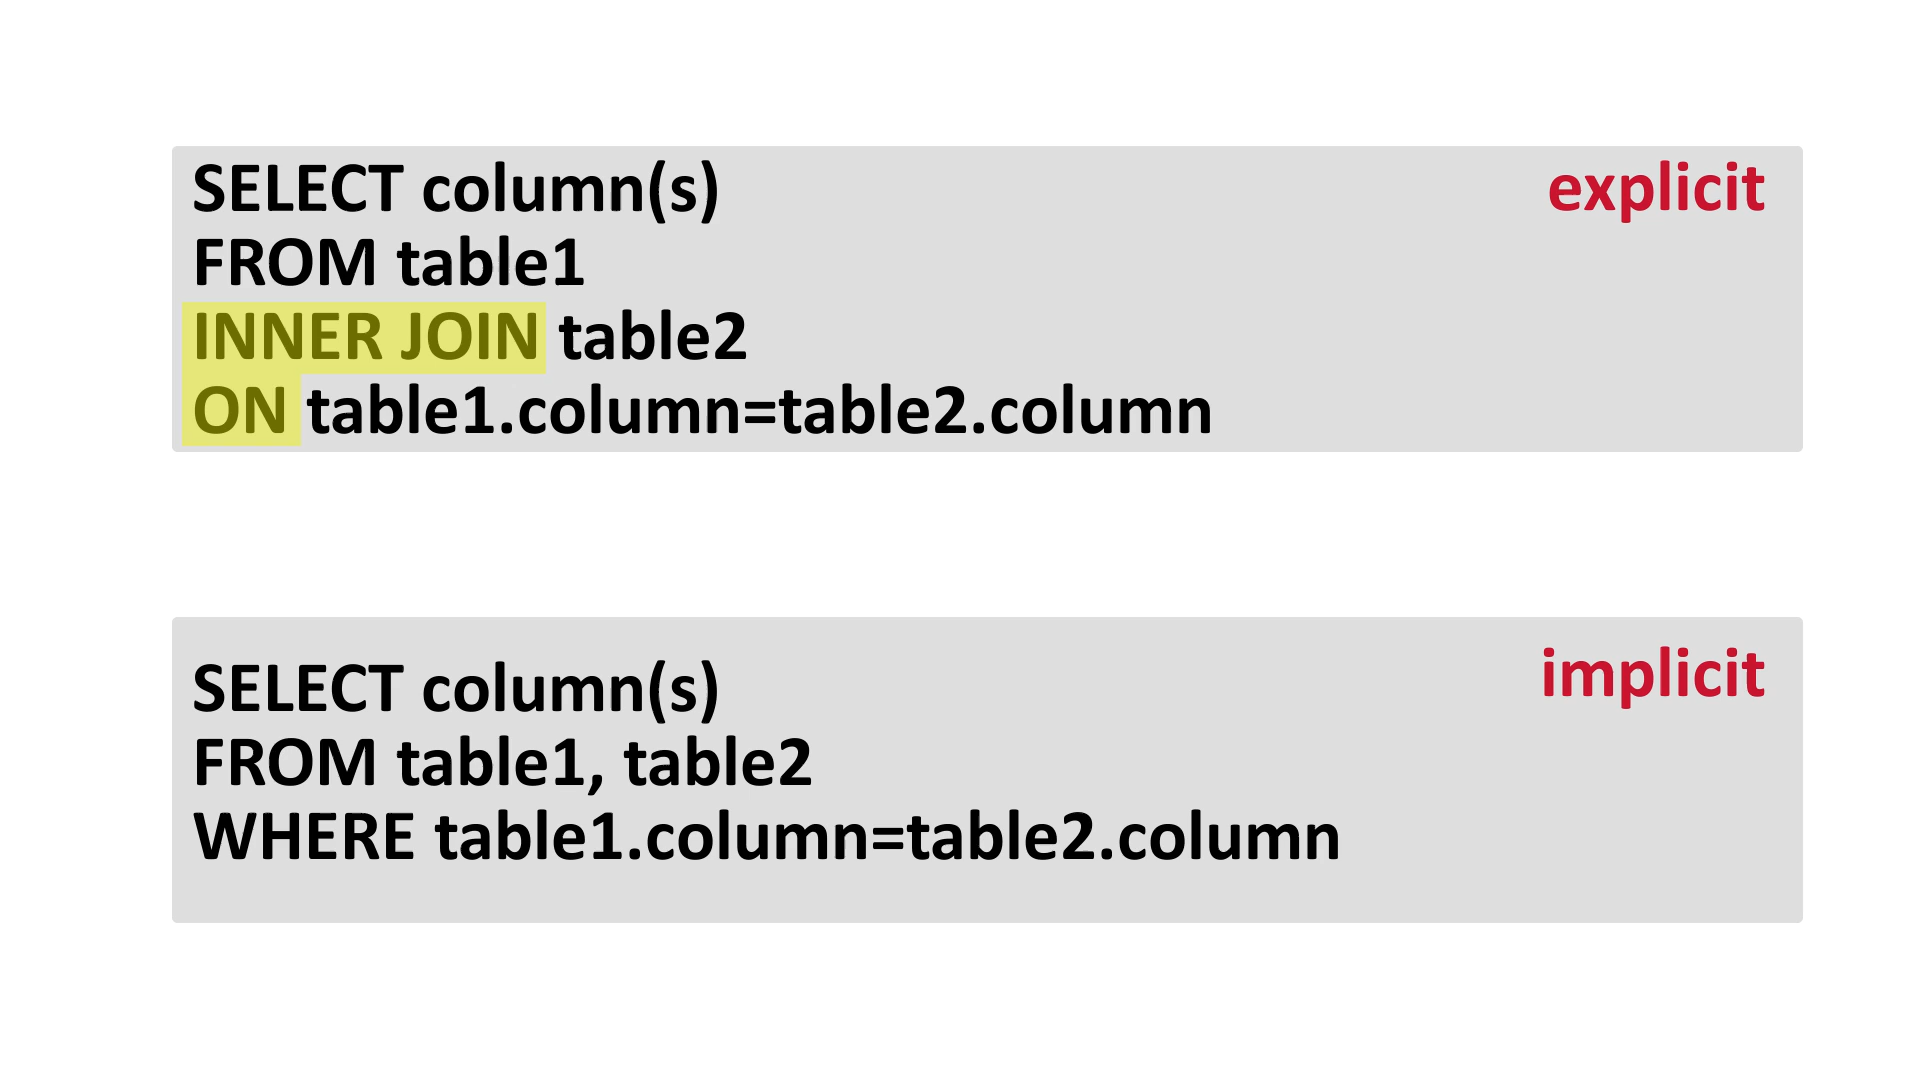 SELECT column(s)
explicit
FROM table1
INNER JOIN table2
ON table1.column=table2.column
implicit
SELECT column(s)
FROM table1, table2
WHERE table1.column=table2.column